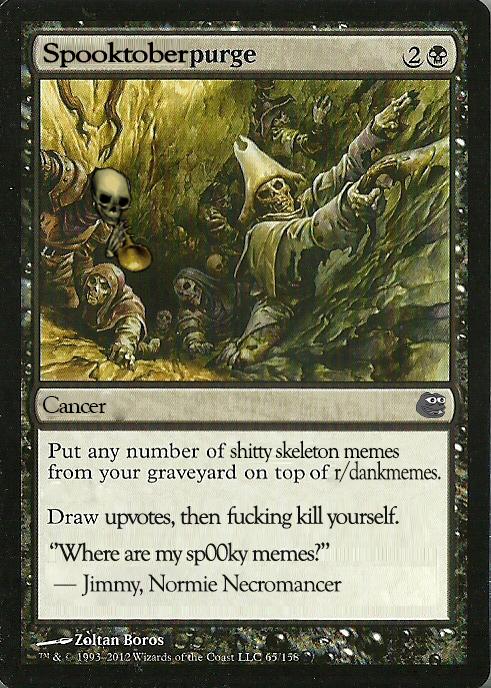 Spooktoberpurge 2
Cancer
Put any number of shitty skeleton memes
from your graveyard on top of r/dankmemes.
Draw upvotes, then fucking kill yourself.
"Where are my sp00ky memes?"
— Jimmy, Normie Necromancer
Zoltan Boros
™ & © 1993–2012 Wizards of the Coast LLC 65/158